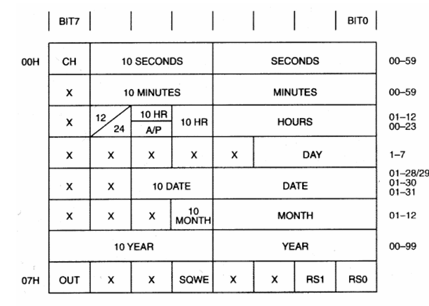 BIT7 BIT0
00H CH 10 SECONDS SECONDS 00-59
X 10 MINUTES MINUTES 00-59
X 12/24 10 HR A/P 10 HR HOURS 01-12 00-23
X X X X X DAY 1-7
X X 10 DATE DATE 01-28/29 01-30 01-31
X X X 10 MONTH MONTH 01-12
10 YEAR YEAR 00-99
07H OUT X X SQWE X X RS1 RS0